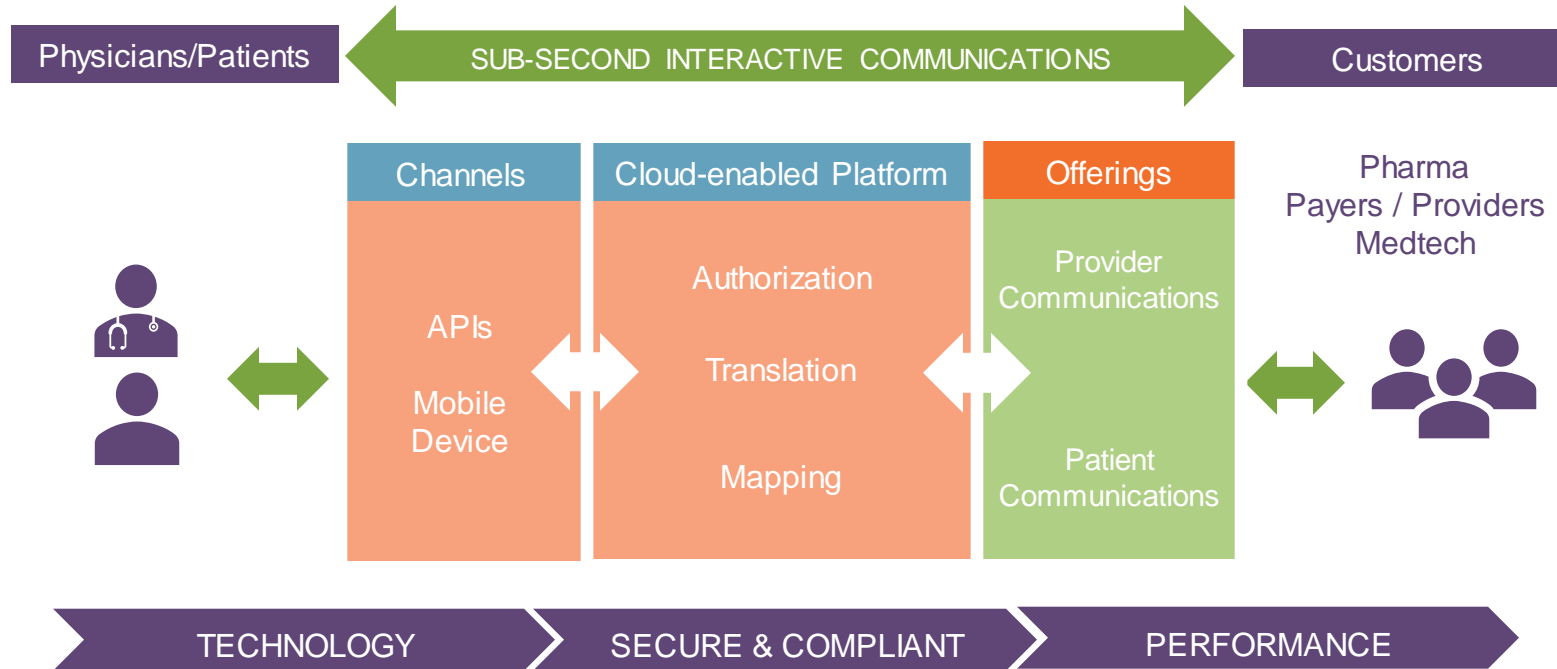 Physicians/Patients
SUB-SECOND INTERACTIVE COMMUNICATIONS
Customers
Channels
Cloud-enabled Platform
Offerings
APIs
Mobile
Device
Authorization
Translation
Mapping
Provider
Communications
Patient
Communications
Pharma
Payers / Providers
Medtech
TECHNOLOGY
SECURE & COMPLIANT
PERFORMANCE